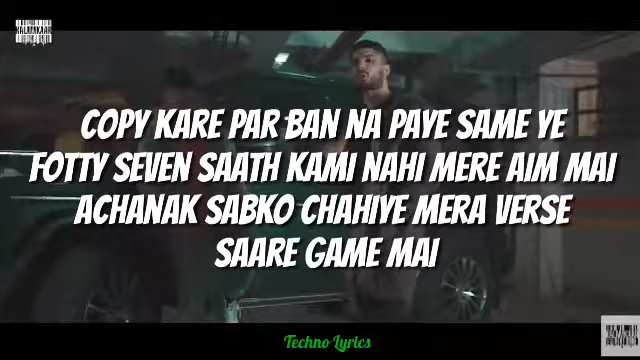 KALAMKAAR
COPY KARE PAR BAN NA PAYE SAME YE
FOTTY SEVEN SAATH KAMI NAHI MERE AIM MAI
ACHANAK SABKO CHAHIYE MERA VERSE
SAARE GAME MAI
Techno Lyrics